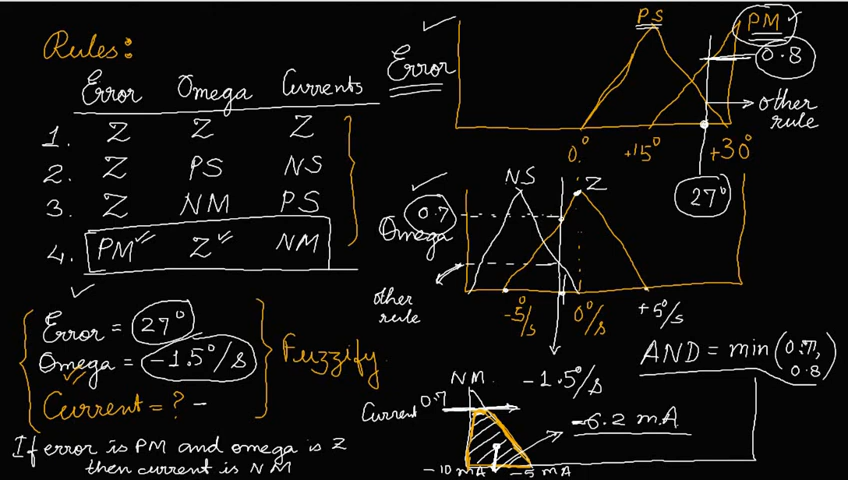 Rules:
Error Omega Currents
1. Z Z Z
2. Z PS NS
3. Z NM PS
4. PM Z NM
Error = 27°
Omega = -1.5°/s
Current = ? -
Fuzzify
If error is PM and omega is Z
then current is NM
Error
PS
PM
0.8
other
rule
0° +15° +30°
27°
Omega
NS
Z
0.7
other
rule
-5°/s 0°/s +5°/s
-1.5°/s
AND = min (0.7,
0.8)
Current
NM
0.7
-6.2 mA
-10 mA -5 mA